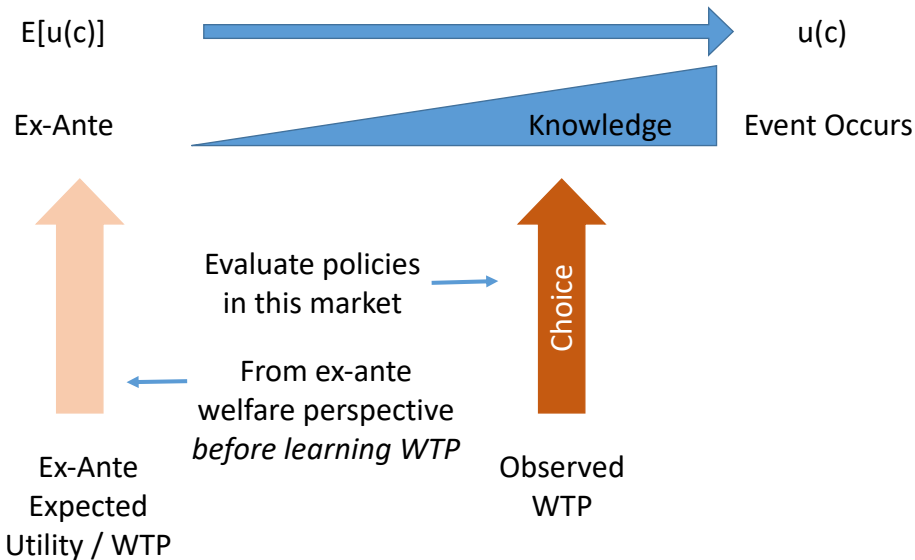 E[u(c)]
u(c)
Ex-Ante
Knowledge
Event Occurs
Evaluate policies
in this market
Choice
From ex-ante
welfare perspective
before learning WTP
Ex-Ante
Expected
Utility / WTP
Observed
WTP